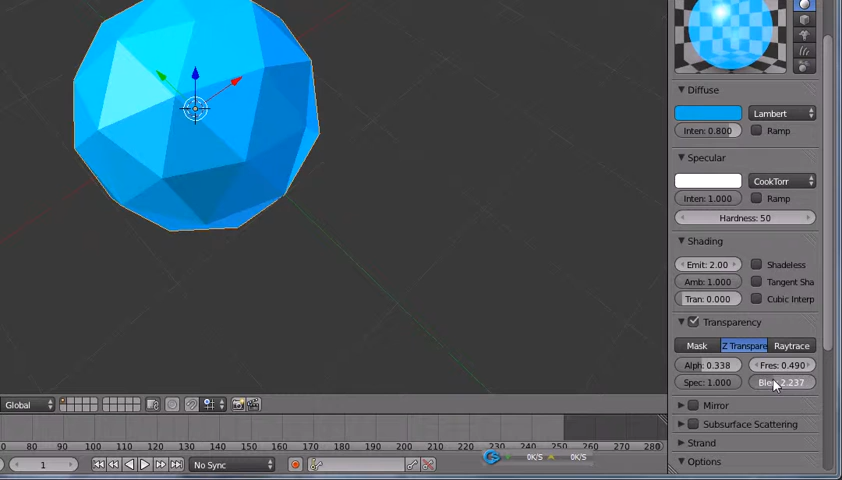 Diffuse
Lambert
Inten: 0.800
Ramp
Specular
CookTorr
Inten: 1.000
Ramp
Hardness: 50
Shading
Emit: 2.00
Shadeless
Amb: 1.000
Tangent Sha
Tran: 0.000
Cubic Interp
Transparency
Mask
Z Transpare
Raytrace
Alph: 0.338
Fres: 0.490
Spec: 1.000
2.237
Mirror
Subsurface Scattering
Strand
Options
Global
80 90 100 110 120 130 140 150 160 170 180 190 200 210 220 230 240 250 260 270 280
1
No Sync
0K/S
0K/S